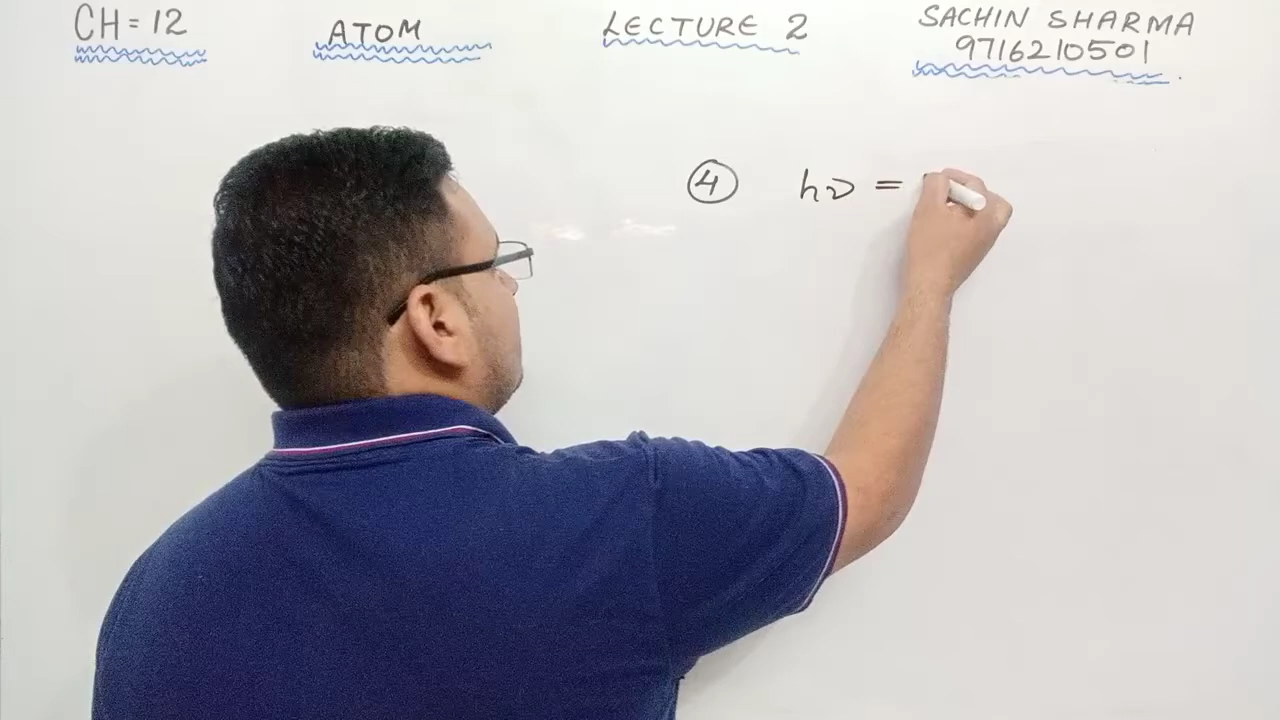 CH = 12 ATOM LECTURE 2 SACHIN SHARMA
9716210501
④ hν =